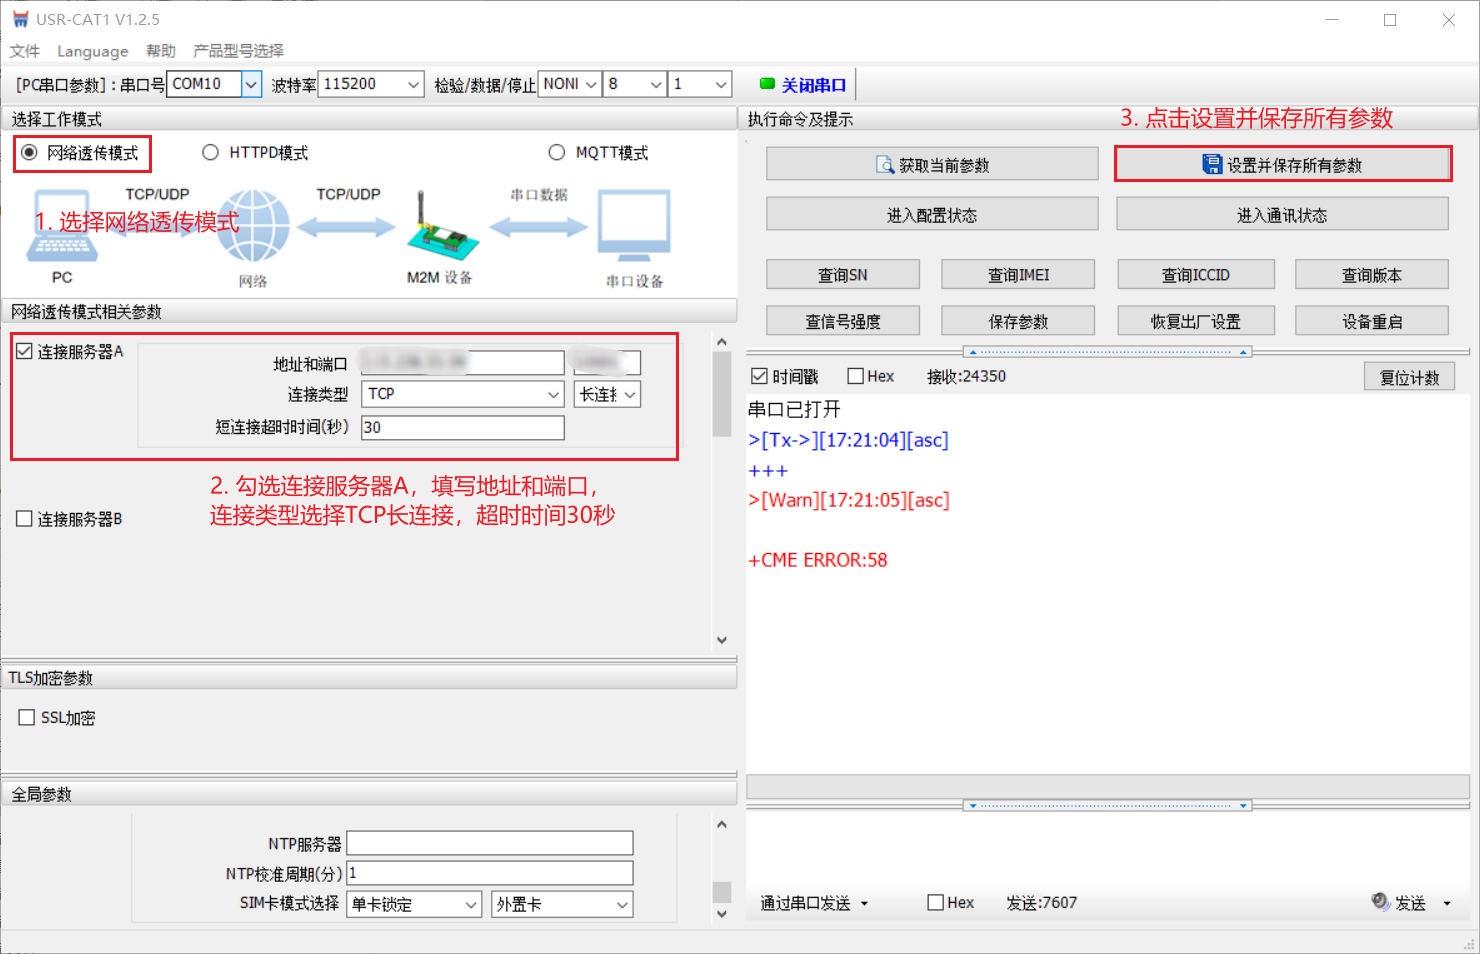 USR-CAT1 V1.2.5
文件 Language 帮助 产品型号选择
[PC串口参数]：串口号 COM10 波特率 115200 检验/数据/停止 NONI 8 1 关闭串口
选择工作模式
网络透传模式 HTTPD模式 MQTT模式
TCP/UDP TCP/UDP 串口数据
1. 选择网络透传模式
PC 网络 M2M 设备 串口设备
网络透传模式相关参数
连接服务器A
地址和端口
连接类型 TCP 长连接
短连接超时时间(秒) 30
2. 勾选连接服务器A，填写地址和端口，
连接类型选择TCP长连接，超时时间30秒
连接服务器B
TLS加密参数
SSL加密
全局参数
NTP服务器
NTP校准周期(分) 1
SIM卡模式选择 单卡锁定 外置卡
执行命令及提示
3. 点击设置并保存所有参数
获取当前参数 设置并保存所有参数
进入配置状态 进入通讯状态
查询SN 查询IMEI 查询ICCID 查询版本
查信号强度 保存参数 恢复出厂设置 设备重启
时间戳 Hex 接收:24350 复位计数
串口已打开
>[Tx->][17:21:04][asc]
+++
>[Warn][17:21:05][asc]
+CME ERROR:58
通过串口发送 Hex 发送:7607 发送